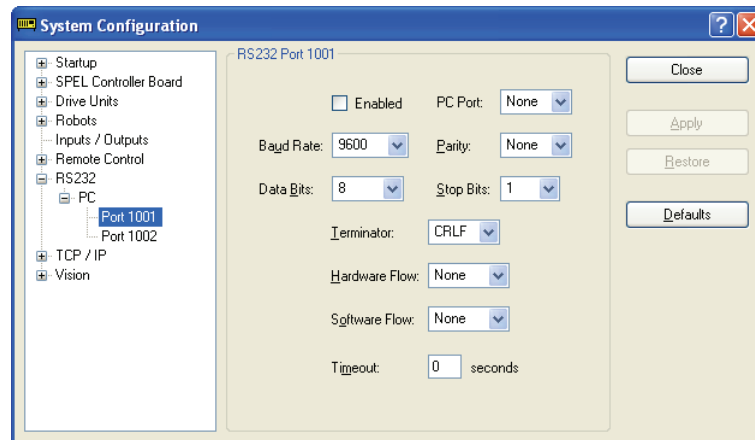 System Configuration
Startup
SPEL Controller Board
Drive Units
Robots
Inputs / Outputs
Remote Control
RS232
PC
Port 1001
Port 1002
TCP / IP
Vision
RS232 Port 1001
Enabled
PC Port: None
Baud Rate: 9600
Parity: None
Data Bits: 8
Stop Bits: 1
Terminator: CRLF
Hardware Flow: None
Software Flow: None
Timeout: 0 seconds
Close
Apply
Restore
Defaults